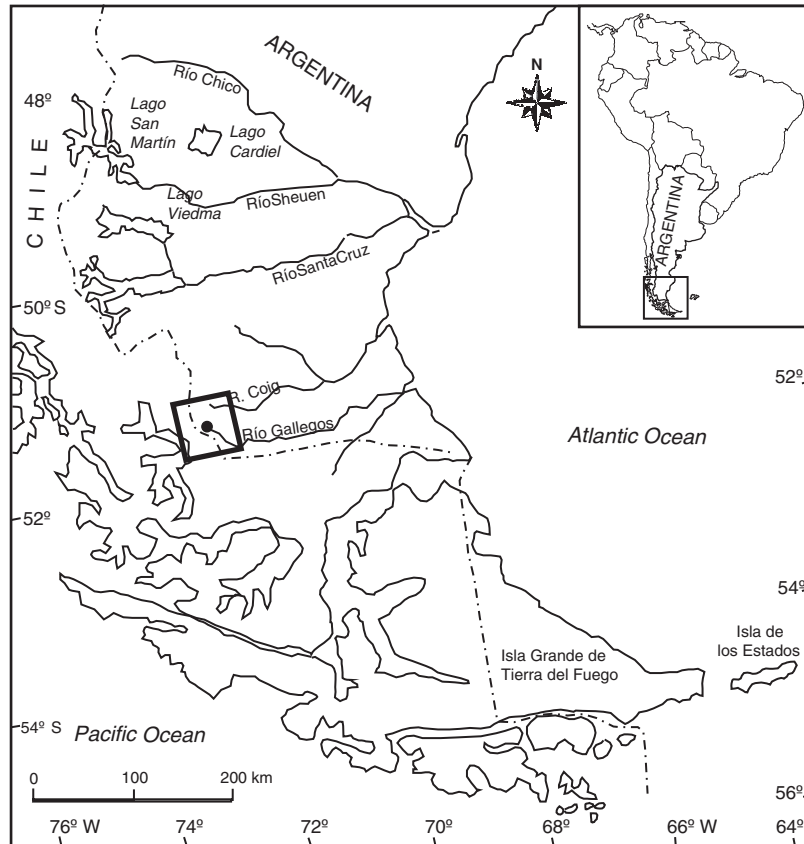 ARGENTINA
N
Río Chico
48º
Lago
San
Martín
Lago
Cardiel
CHILE
Lago
Viedma
RíoSheuen
RíoSantaCruz
ARGENTINA
50º S
52º
R. Coig
Río Gallegos
Atlantic Ocean
52º
54º
Isla de
los Estados
Isla Grande de
Tierra del Fuego
54º S
Pacific Ocean
0 100 200 km
56º
76º W 74º 72º 70º 68º 66º W 64º